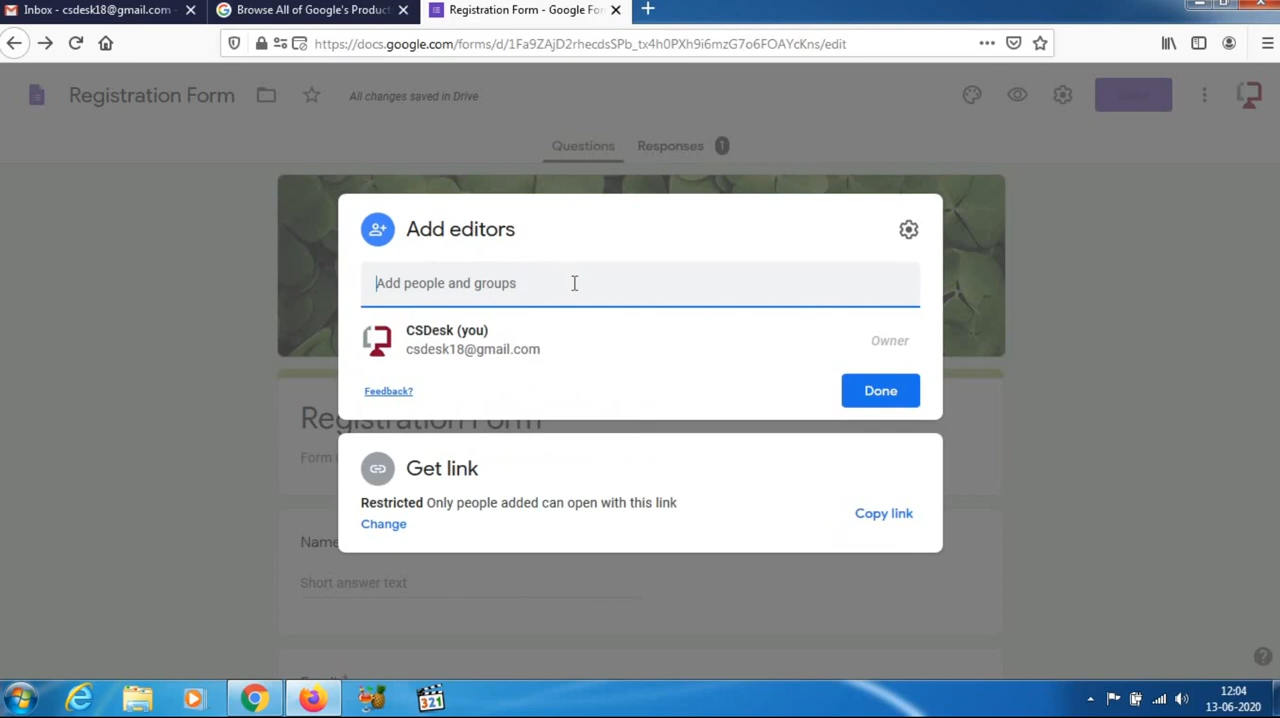 Inbox - csdesk18@gmail.com
Browse All of Google's Product
Registration Form - Google For
https://docs.google.com/forms/d/1Fa9ZAjD2rhecdsSPb_tx4h0PXh9i6mzG7o6FOAYcKns/edit
Registration Form
All changes saved in Drive
Questions
Responses 1
Add editors
Add people and groups
CSDesk (you)
csdesk18@gmail.com
Owner
Feedback?
Done
Registration Form
Form
Get link
Restricted Only people added can open with this link
Change
Copy link
Name
Short answer text
321
12:04
13-06-2020